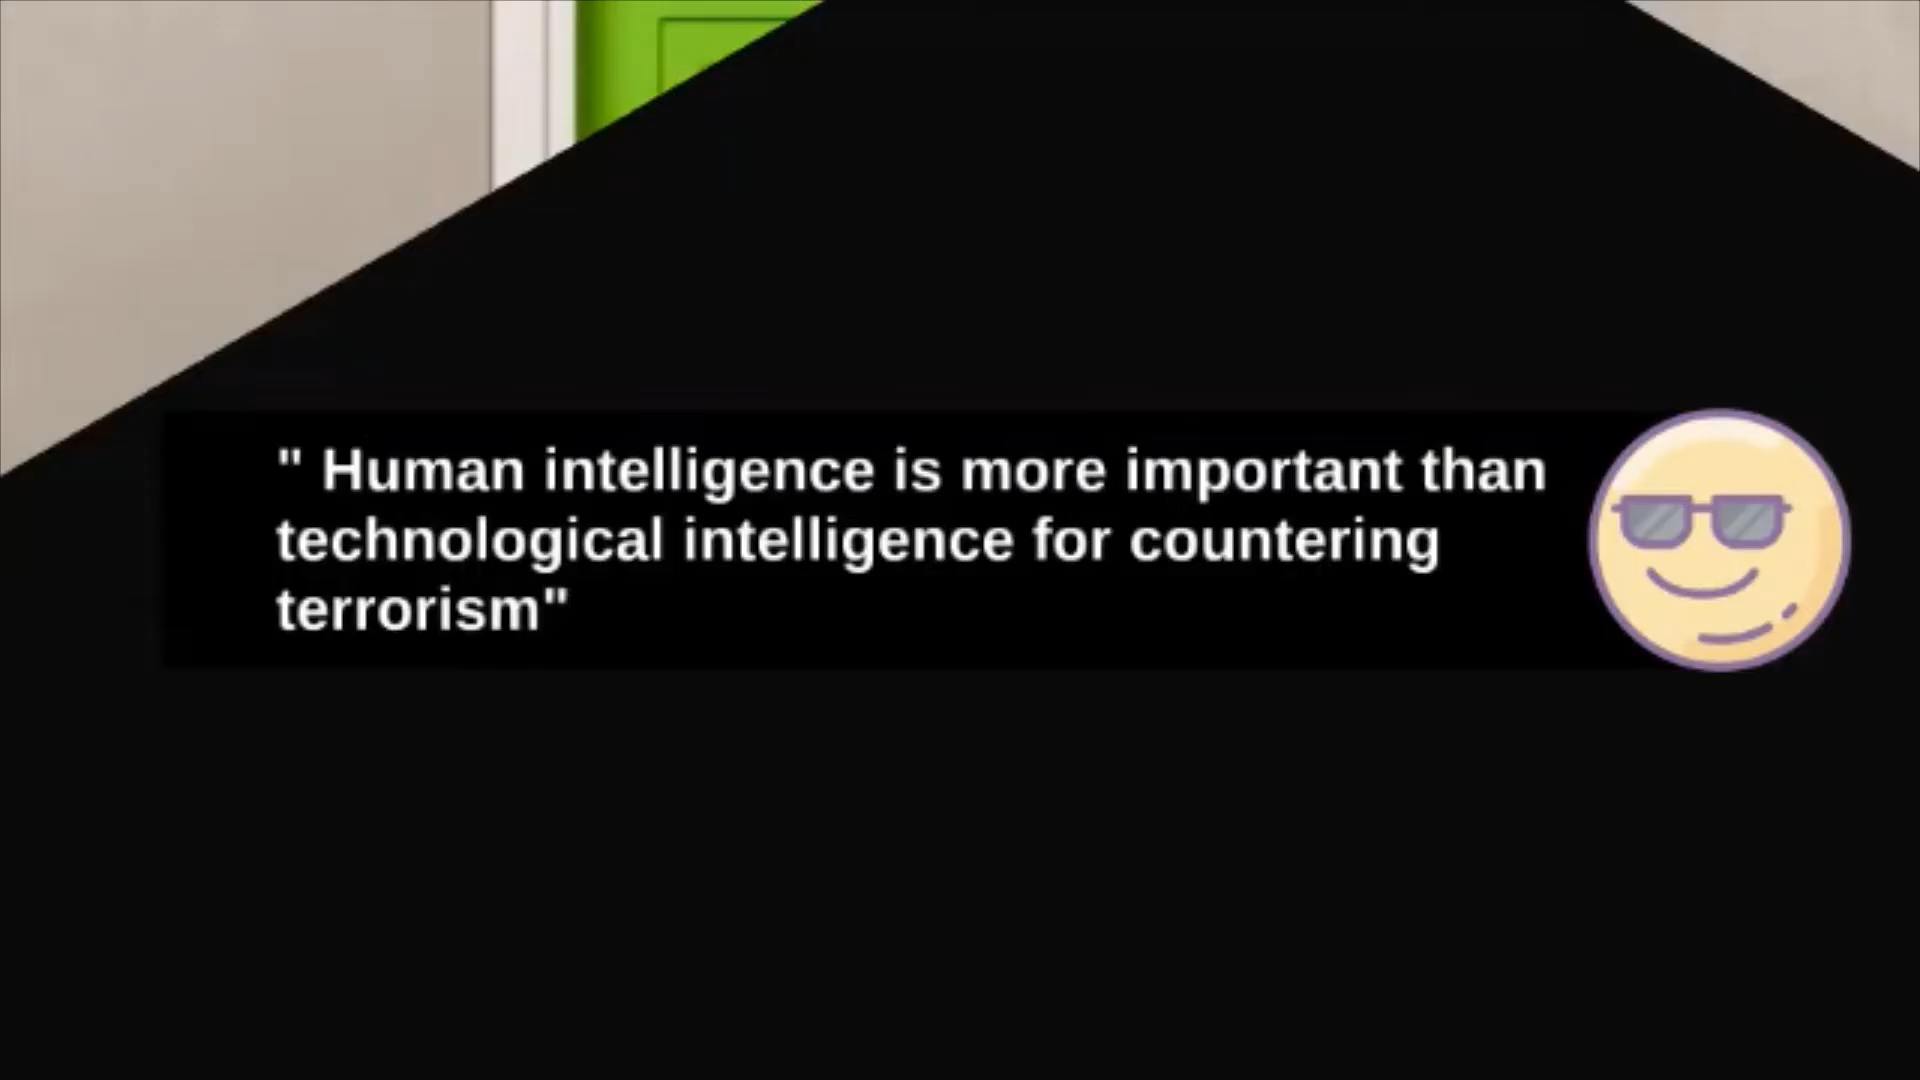 " Human intelligence is more important than
technological intelligence for countering
terrorism"